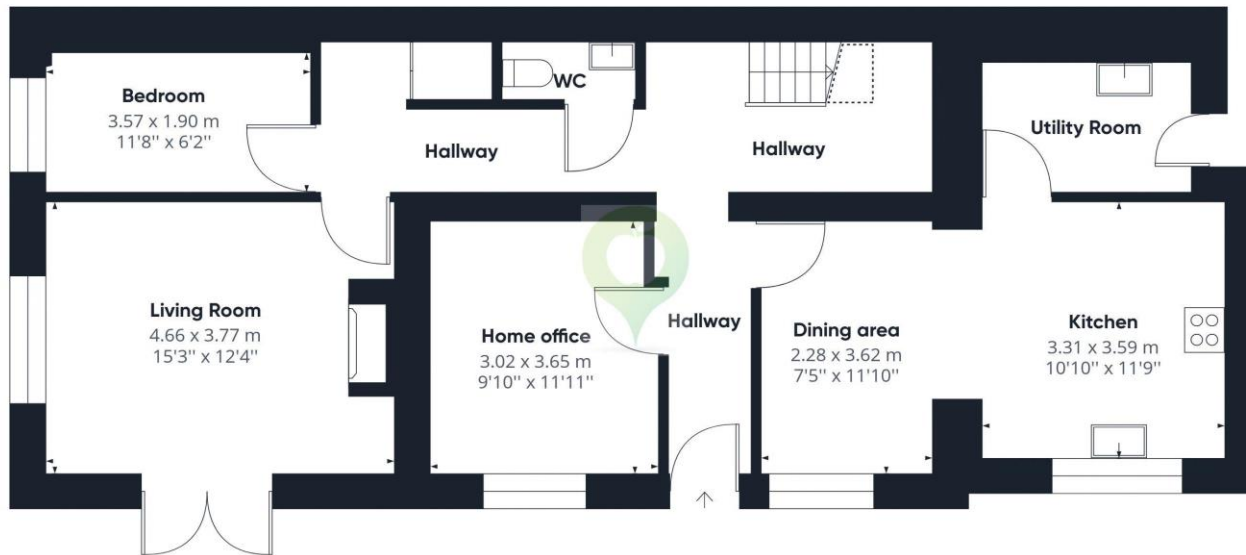 Bedroom
3.57 x 1.90 m
11'8'' x 6'2''
WC
Hallway
Hallway
Utility Room
Living Room
4.66 x 3.77 m
15'3'' x 12'4''
Home office
3.02 x 3.65 m
9'10'' x 11'11''
Hallway
Dining area
2.28 x 3.62 m
7'5'' x 11'10''
Kitchen
3.31 x 3.59 m
10'10'' x 11'9''